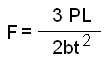 F = 3 PL / 2bt²